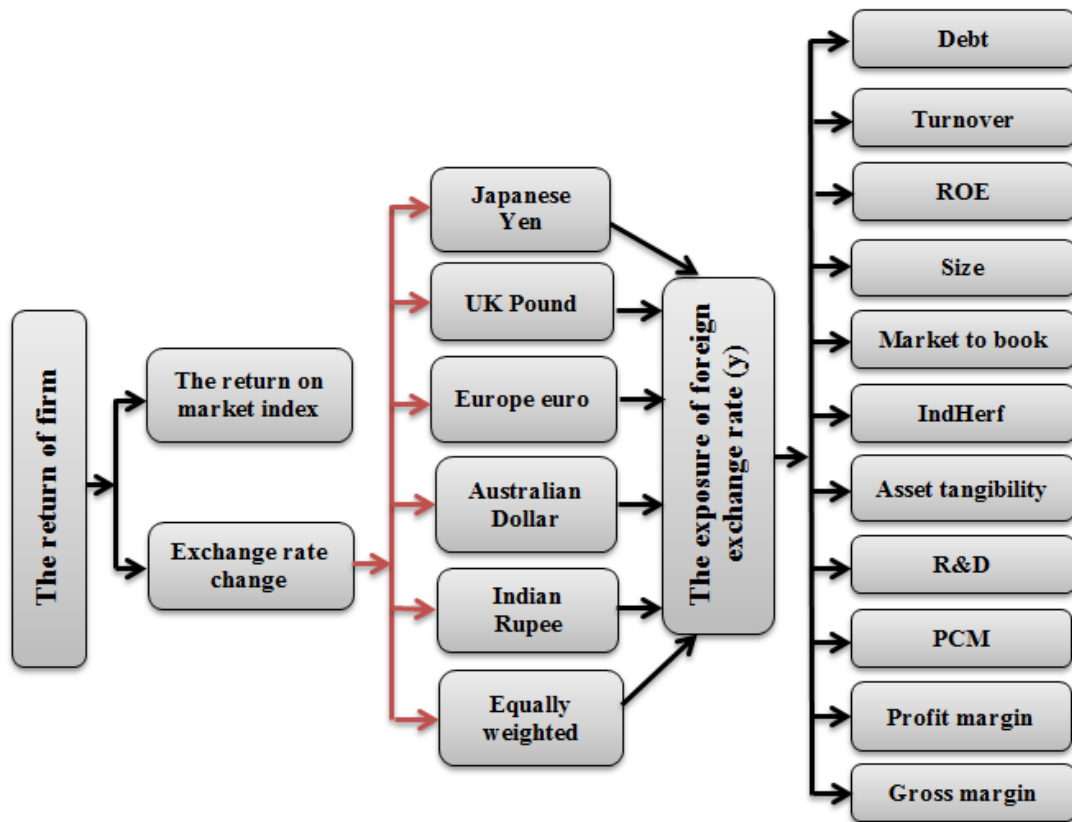 The return of firm
The return on
market index
Exchange rate
change
Japanese
Yen
UK Pound
Europe euro
Australian
Dollar
Indian
Rupee
Equally
weighted
The exposure of foreign
exchange rate (y)
Debt
Turnover
ROE
Size
Market to book
IndHerf
Asset tangibility
R&D
PCM
Profit margin
Gross margin